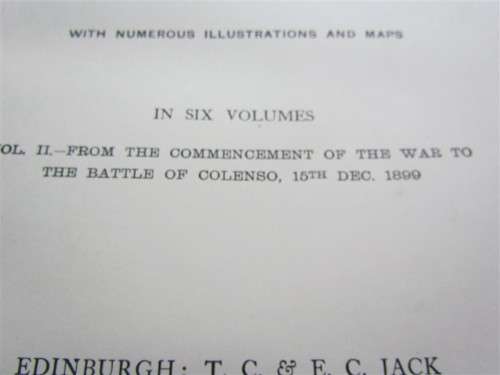 WITH NUMEROUS ILLUSTRATIONS AND MAPS
IN SIX VOLUMES
OL. II.—FROM THE COMMENCEMENT OF THE WAR TO
THE BATTLE OF COLENSO, 15TH DEC. 1899
EDINBURGH: T. C. & E. C. JACK